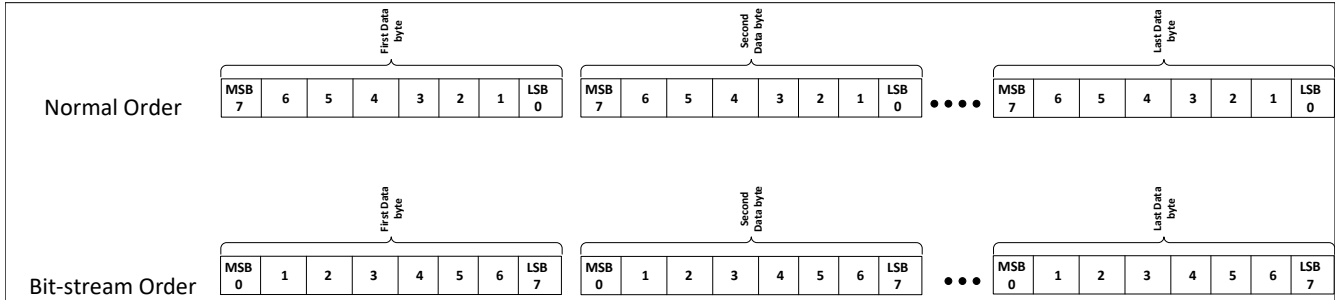 First Data
byte
Second
Data byte
Last Data
byte
Normal Order
MSB 6 5 4 3 2 1 LSB MSB 6 5 4 3 2 1 LSB MSB 6 5 4 3 2 1 LSB
7 0 7 0 7 0
First Data
byte
Second
Data byte
Last Data
byte
Bit-stream Order
MSB 1 2 3 4 5 6 LSB MSB 1 2 3 4 5 6 LSB MSB 1 2 3 4 5 6 LSB
0 7 0 7 0 7